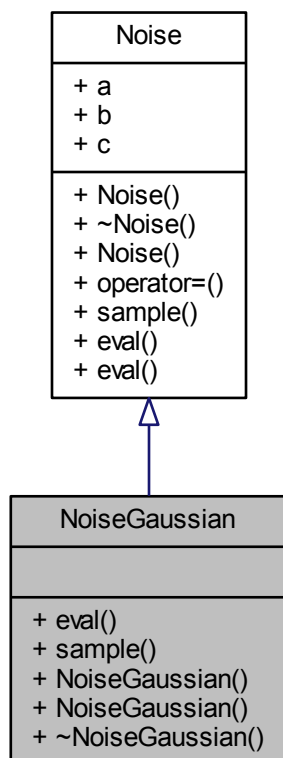 Noise
+ a
+ b
+ c
+ Noise()
+ ~Noise()
+ Noise()
+ operator=()
+ sample()
+ eval()
+ eval()
NoiseGaussian
+ eval()
+ sample()
+ NoiseGaussian()
+ NoiseGaussian()
+ ~NoiseGaussian()